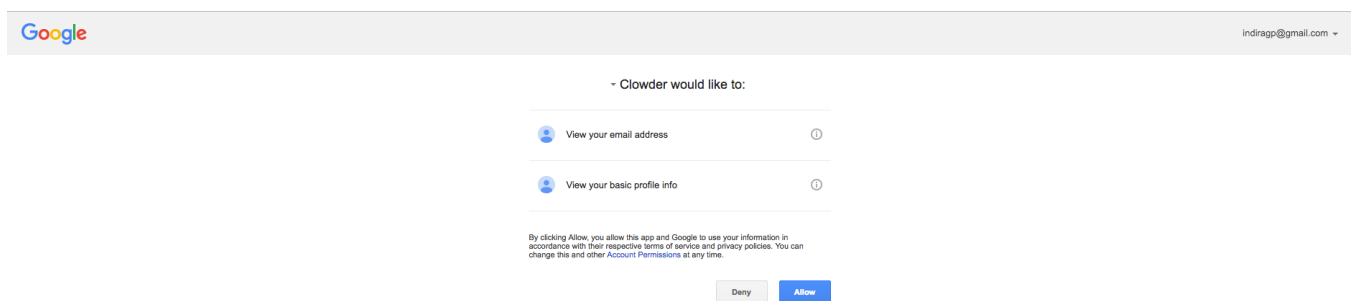 Google
indiragp@gmail.com
Clowder would like to:
View your email address
View your basic profile info
By clicking Allow, you allow this app and Google to use your information in
accordance with their respective terms of service and privacy policies. You can
change this and other Account Permissions at any time.
Deny Allow